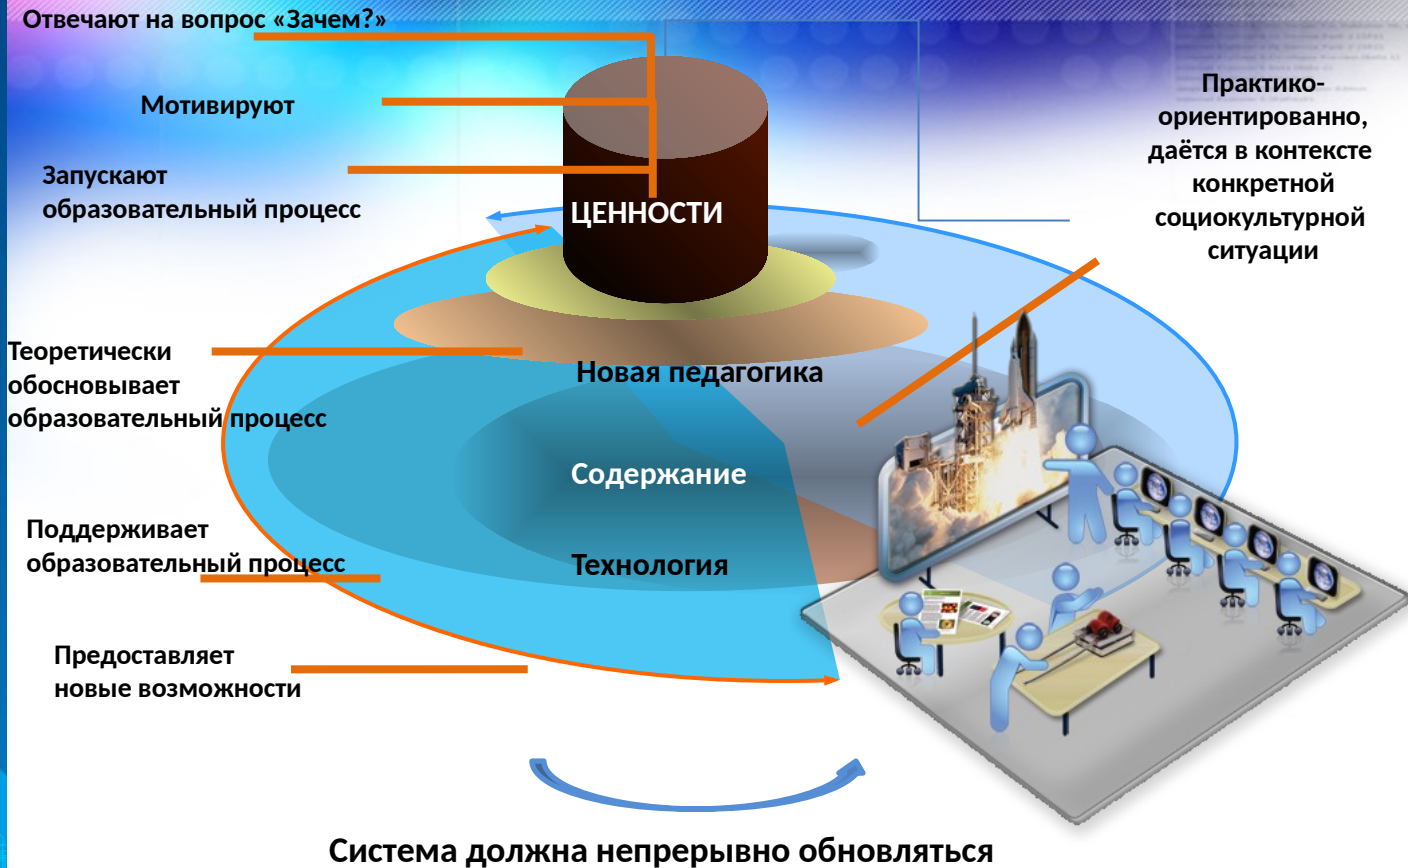 Отвечают на вопрос «Зачем?»
Мотивируют
Запускают
образовательный процесс
ЦЕННОСТИ
Практико-
ориентированно,
даётся в контексте
конкретной
социокультурной
ситуации
Теоретически
обосновывает
образовательный процесс
Новая педагогика
Содержание
Поддерживает
образовательный процесс
Технология
Предоставляет
новые возможности
Система должна непрерывно обновляться